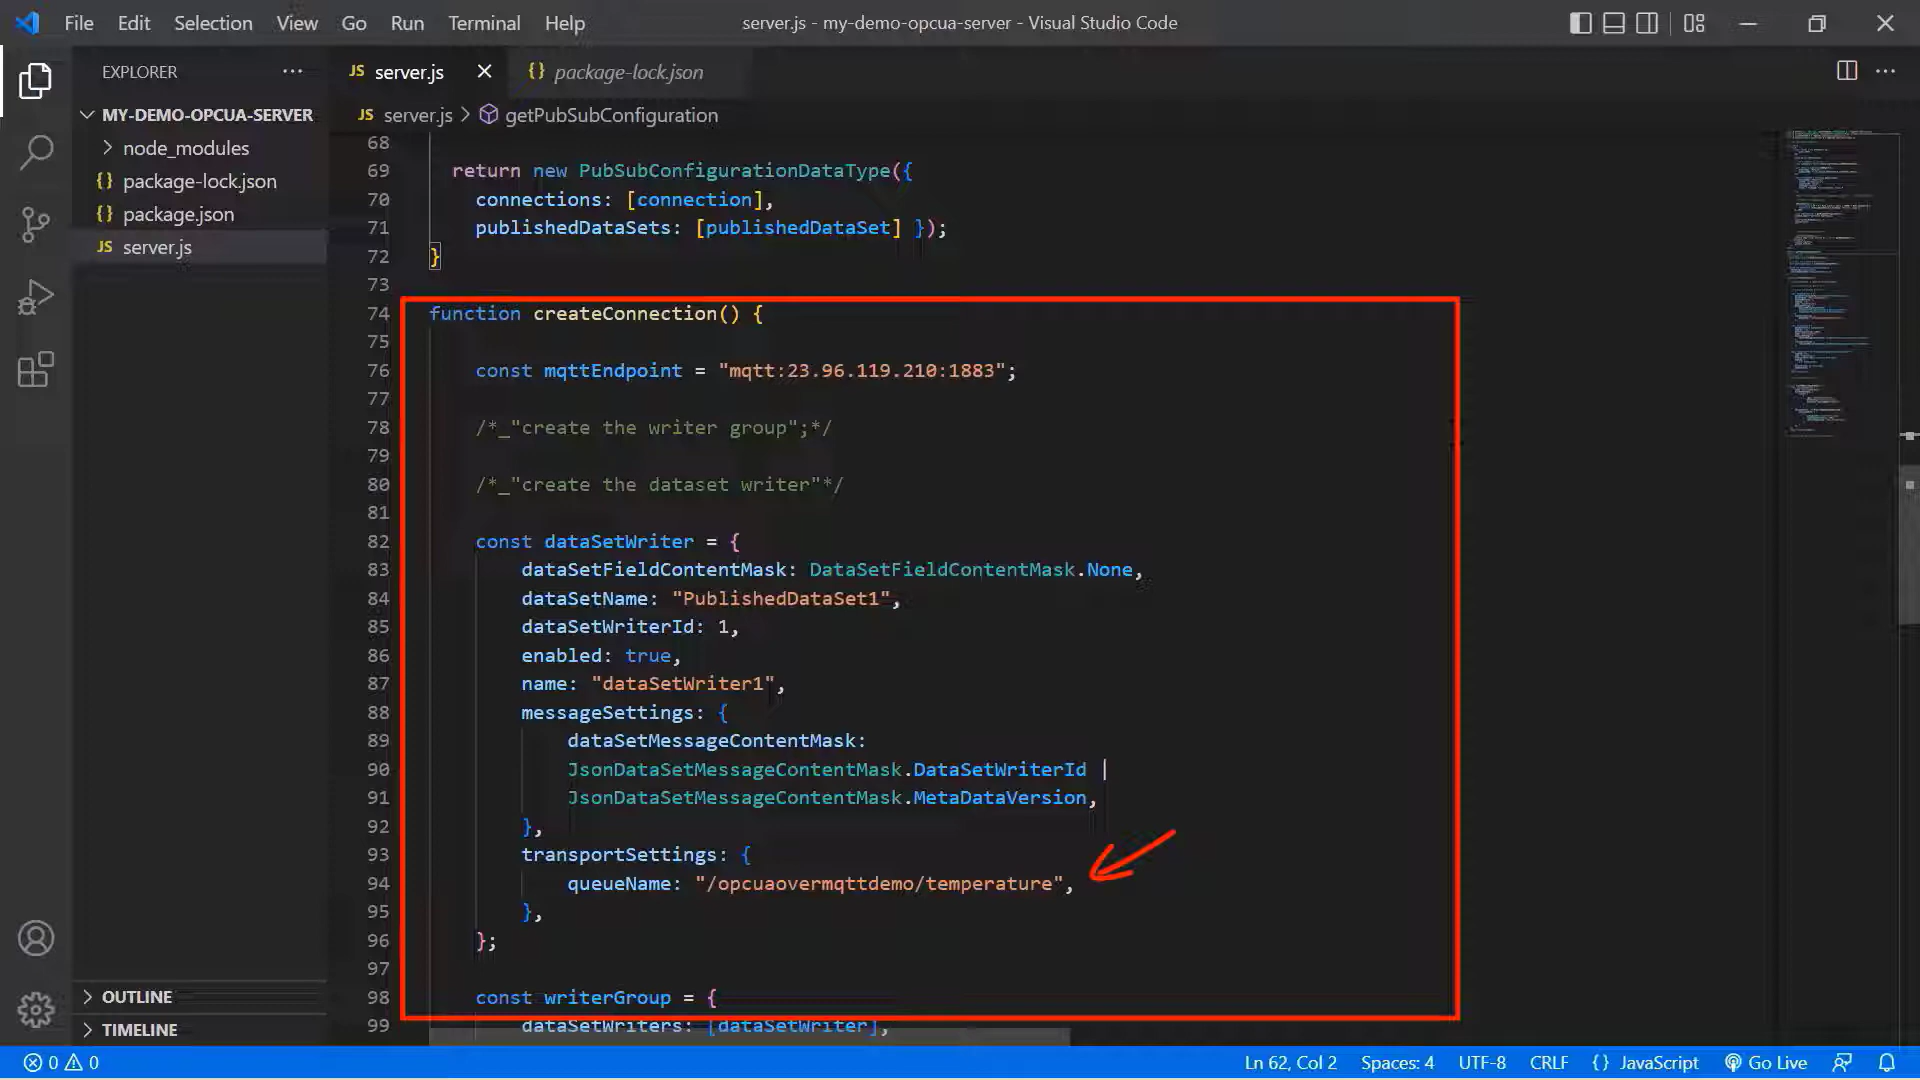 File Edit Selection View Go Run Terminal Help
server.js - my-demo-opcua-server - Visual Studio Code
EXPLORER
MY-DEMO-OPCUA-SERVER
node_modules
{} package-lock.json
{} package.json
JS server.js
OUTLINE
TIMELINE
JS server.js
{} package-lock.json
JS server.js > getPubSubConfiguration
68
69 return new PubSubConfigurationDataType({
70 connections: [connection],
71 publishedDataSets: [publishedDataSet] });
72 }
73
74 function createConnection() {
75
76 const mqttEndpoint = "mqtt:23.96.119.210:1883";
77
78 /*_"create the writer group";*/
79
80 /*_"create the dataset writer"*/
81
82 const dataSetWriter = {
83 dataSetFieldContentMask: DataSetFieldContentMask.None,
84 dataSetName: "PublishedDataSet1",
85 dataSetWriterId: 1,
86 enabled: true,
87 name: "dataSetWriter1",
88 messageSettings: {
89 dataSetMessageContentMask:
90 JsonDataSetMessageContentMask.DataSetWriterId |
91 JsonDataSetMessageContentMask.MetaDataVersion,
92 },
93 transportSettings: {
94 queueName: "/opcuaovermqttdemo/temperature",
95 },
96 };
97
98 const writerGroup = {
99 dataSetWriters: [dataSetWriter],
0 0
Ln 62, Col 2 Spaces: 4 UTF-8 CRLF {} JavaScript Go Live